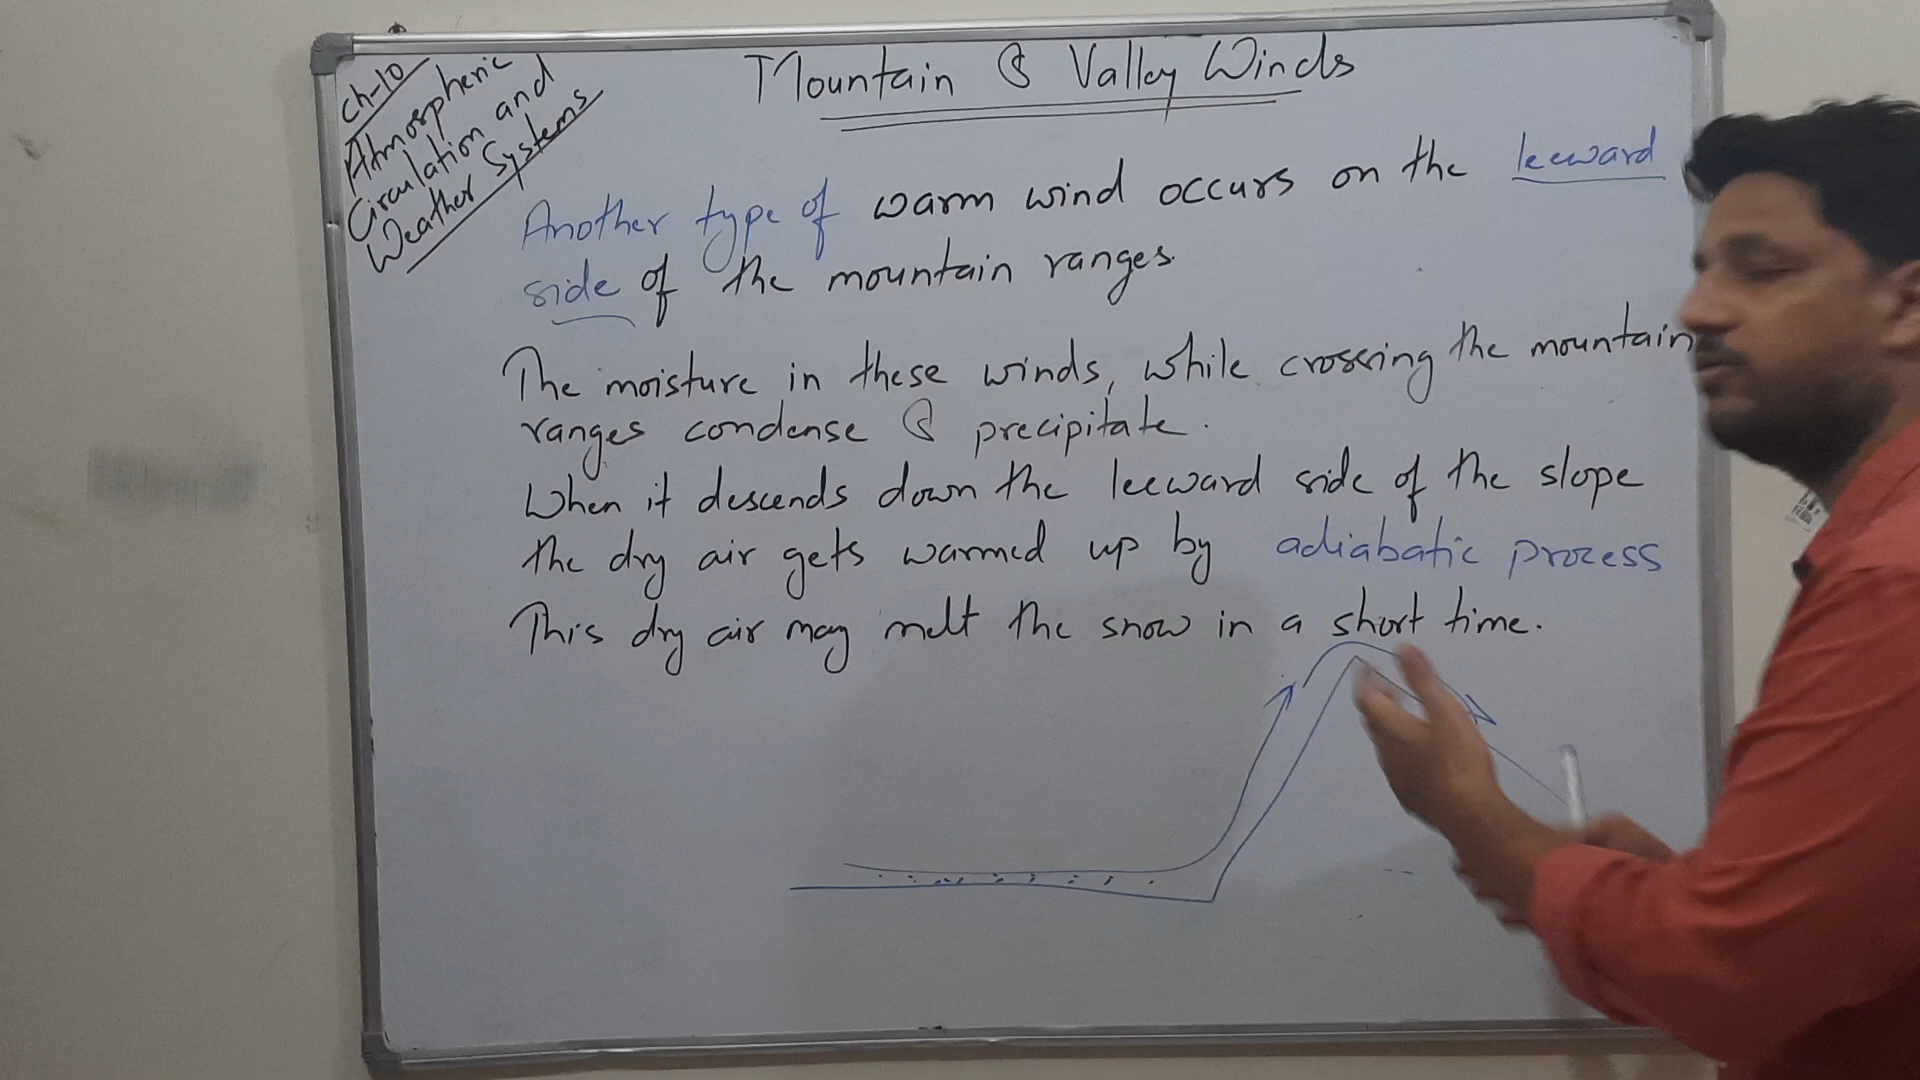 Ch-10
Atmospheric
Circulation and
Weather Systems
Mountain & Valley Winds
Another type of warm wind occurs on the leeward
side of the mountain ranges.
The moisture in these winds, while crossing the mountain
ranges condense & precipitate.
When it descends down the leeward side of the slope
the dry air gets warmed up by adiabatic process
This dry air may melt the snow in a short time.